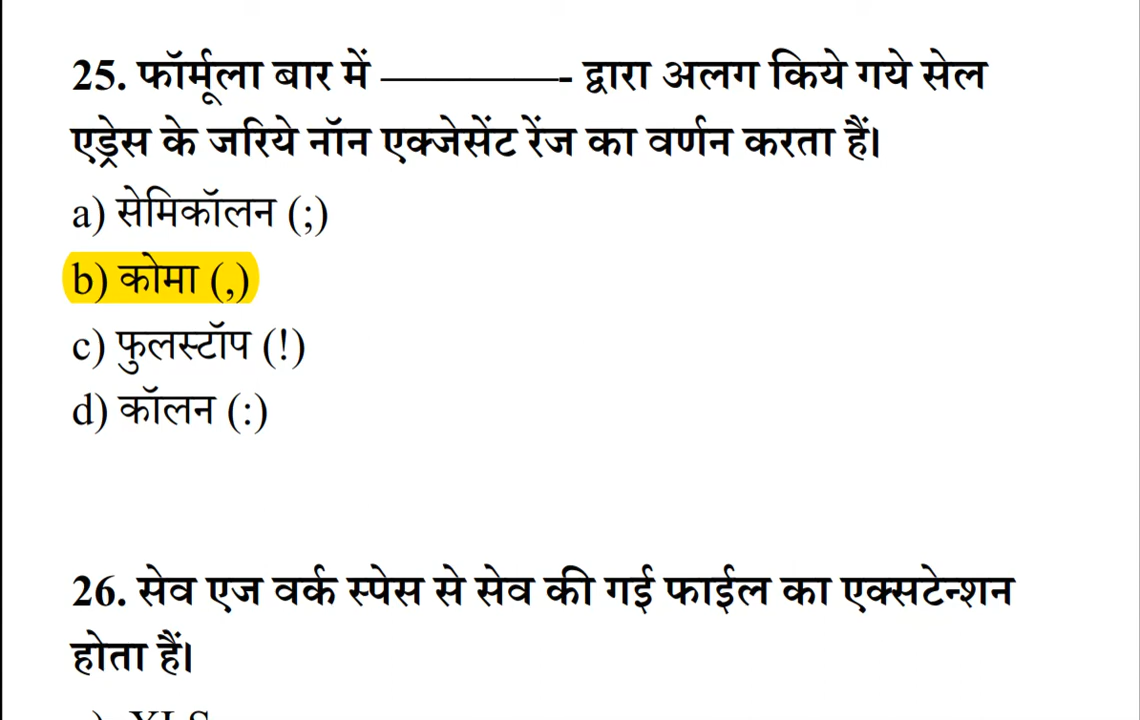 25. फॉर्मूला बार में ————- द्वारा अलग किये गये सेल
एड्रेस के जरिये नॉन एक्जेसेंट रेंज का वर्णन करता हैं।
a) सेमिकॉलन (;)
b) कोमा (,)
c) फुलस्टॉप (!)
d) कॉलन (:)
26. सेव एज वर्क स्पेस से सेव की गई फाईल का एक्सटेन्शन
होता हैं।